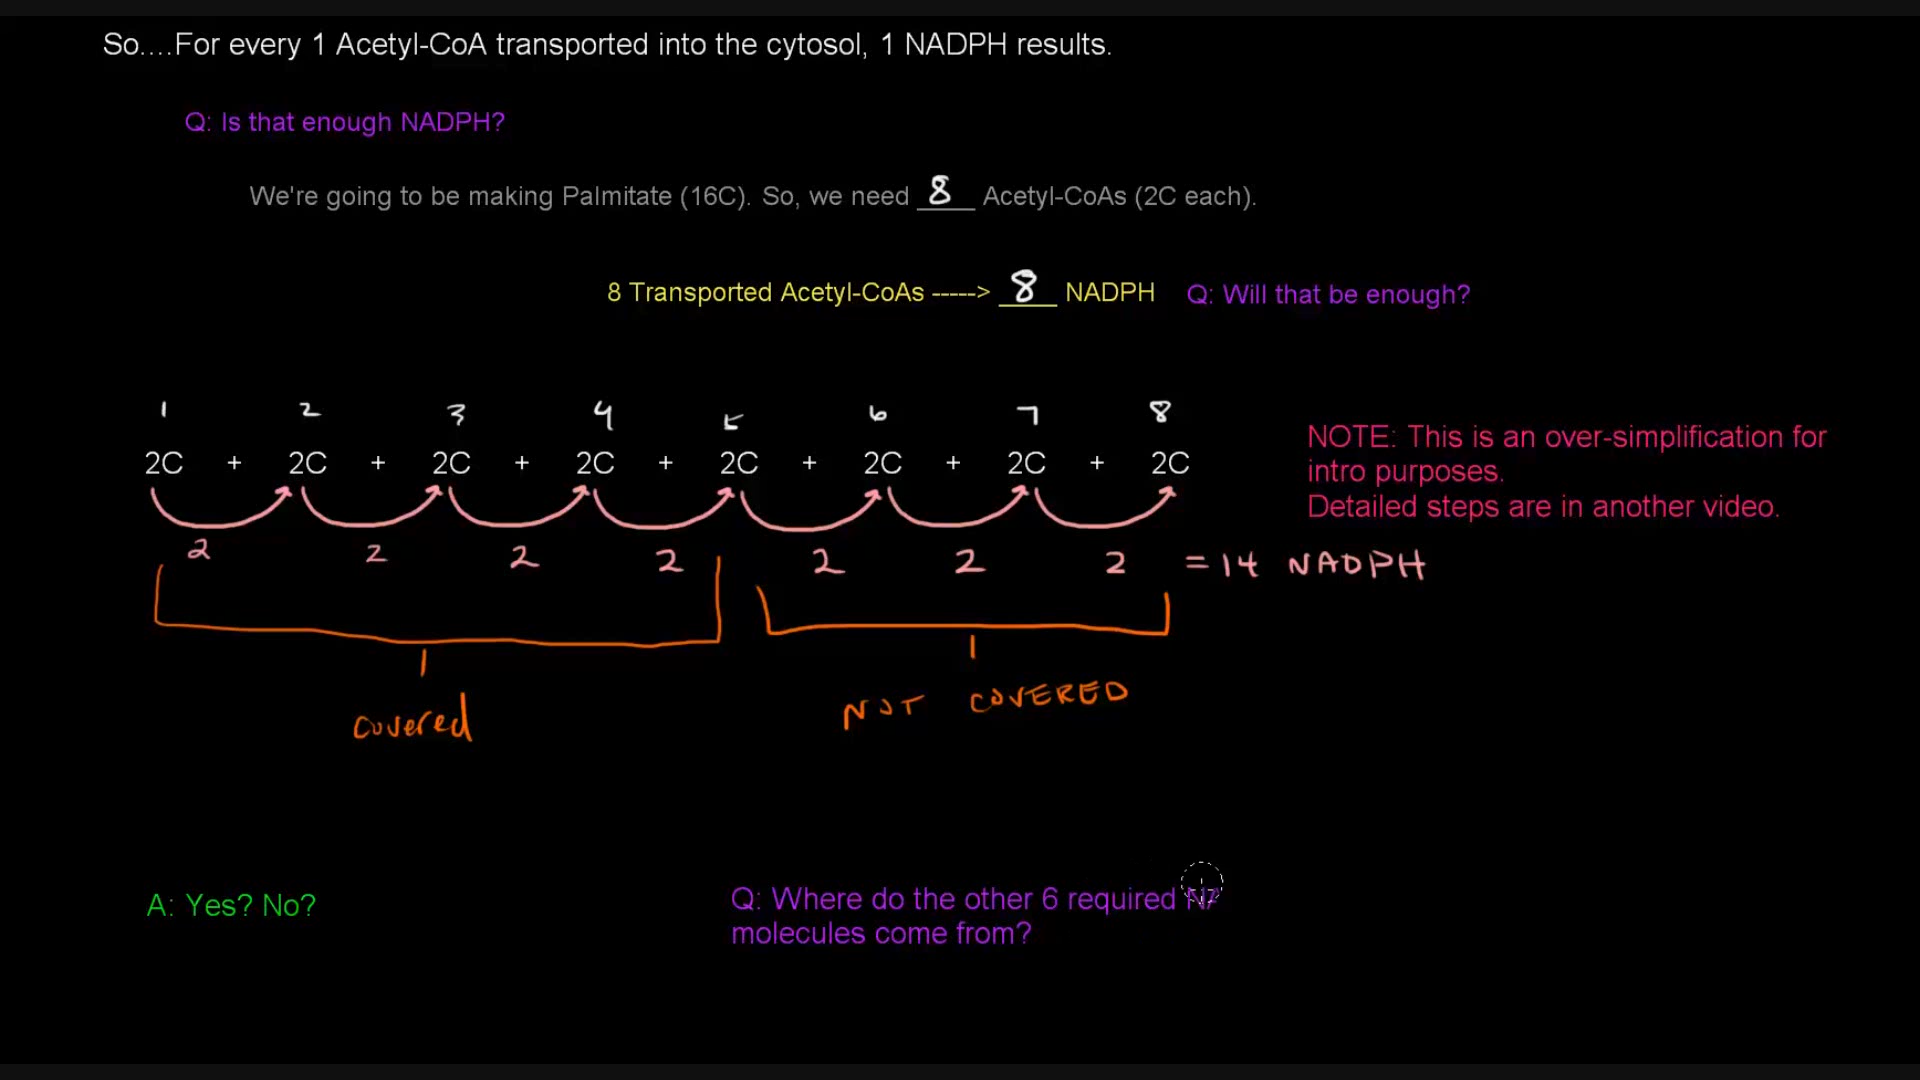 So....For every 1 Acetyl-CoA transported into the cytosol, 1 NADPH results.
Q: Is that enough NADPH?
We're going to be making Palmitate (16C). So, we need 8 Acetyl-CoAs (2C each).
8 Transported Acetyl-CoAs -----> 8 NADPH Q: Will that be enough?
1 2 3 4 5 6 7 8
2C + 2C + 2C + 2C + 2C + 2C + 2C + 2C
NOTE: This is an over-simplification for
intro purposes.
Detailed steps are in another video.
2 2 2 2 2 2 2 = 14 NADPH
covered
NOT COVERED
A: Yes? No?
Q: Where do the other 6 required
molecules come from?